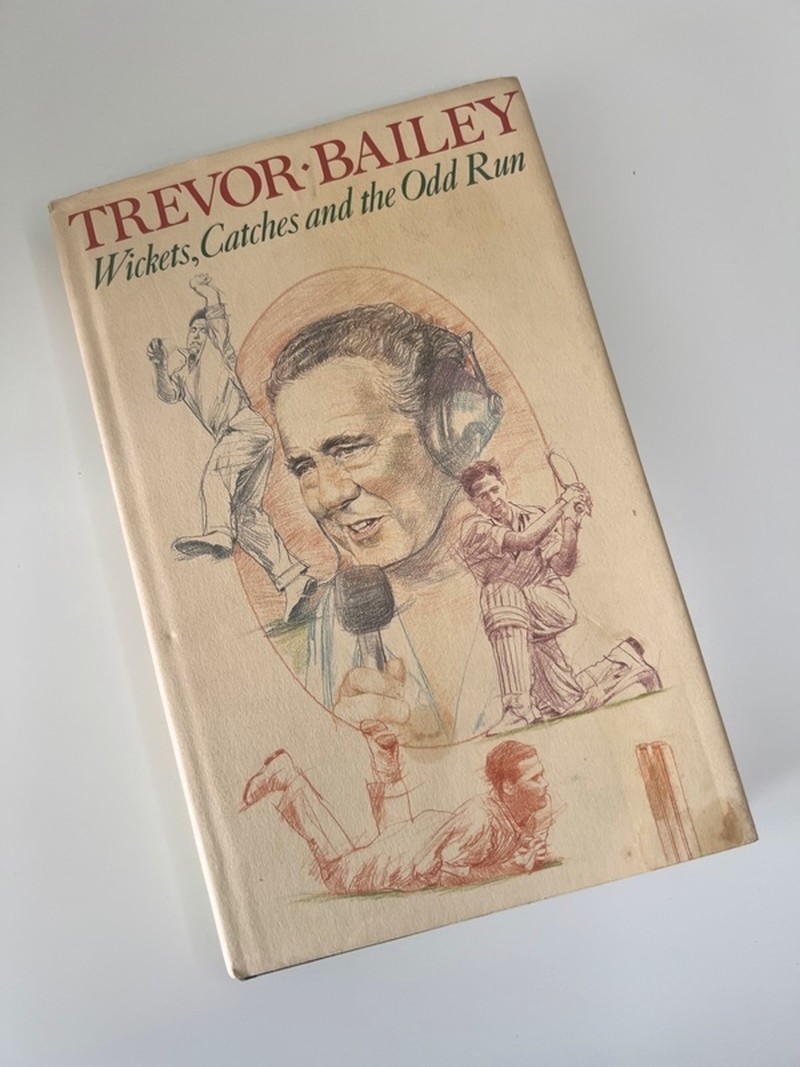 TREVOR·BAILEY
Wickets, Catches and the Odd Run